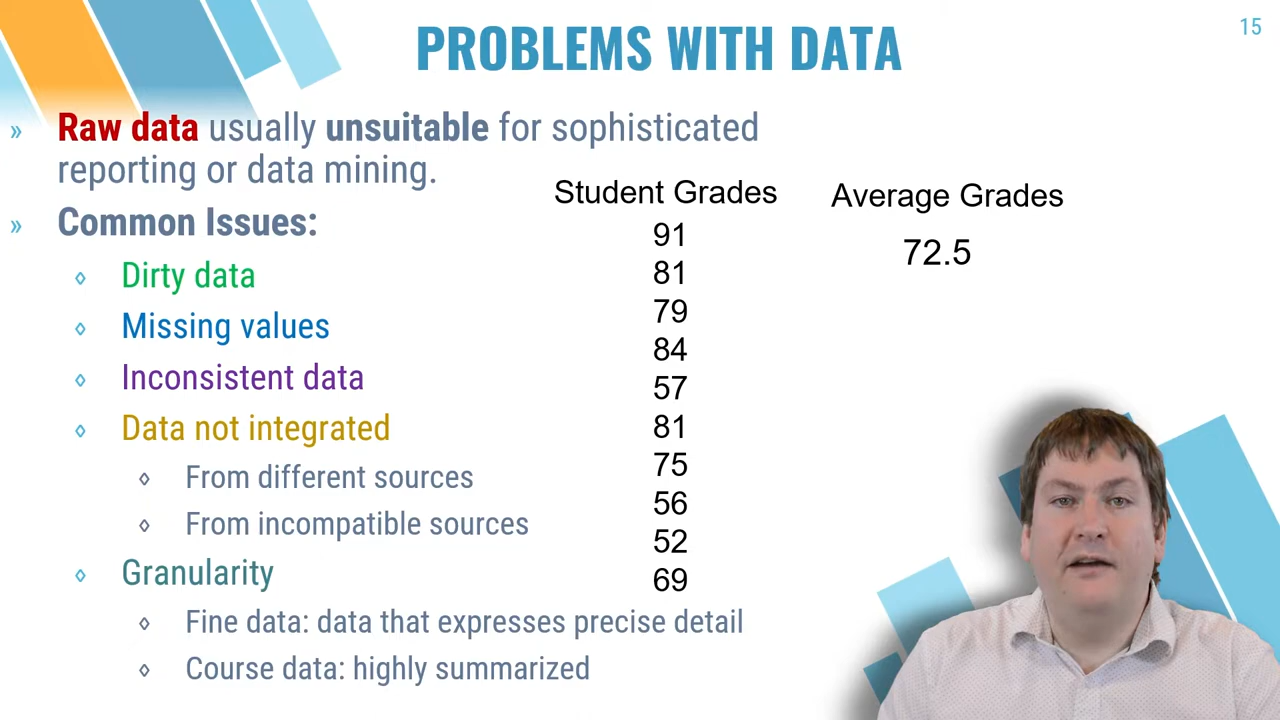 15
PROBLEMS WITH DATA
» Raw data usually unsuitable for sophisticated
reporting or data mining.
» Common Issues:
◊ Dirty data
◊ Missing values
◊ Inconsistent data
◊ Data not integrated
◊ From different sources
◊ From incompatible sources
◊ Granularity
◊ Fine data: data that expresses precise detail
◊ Course data: highly summarized
Student Grades
91
81
79
84
57
81
75
56
52
69
Average Grades
72.5